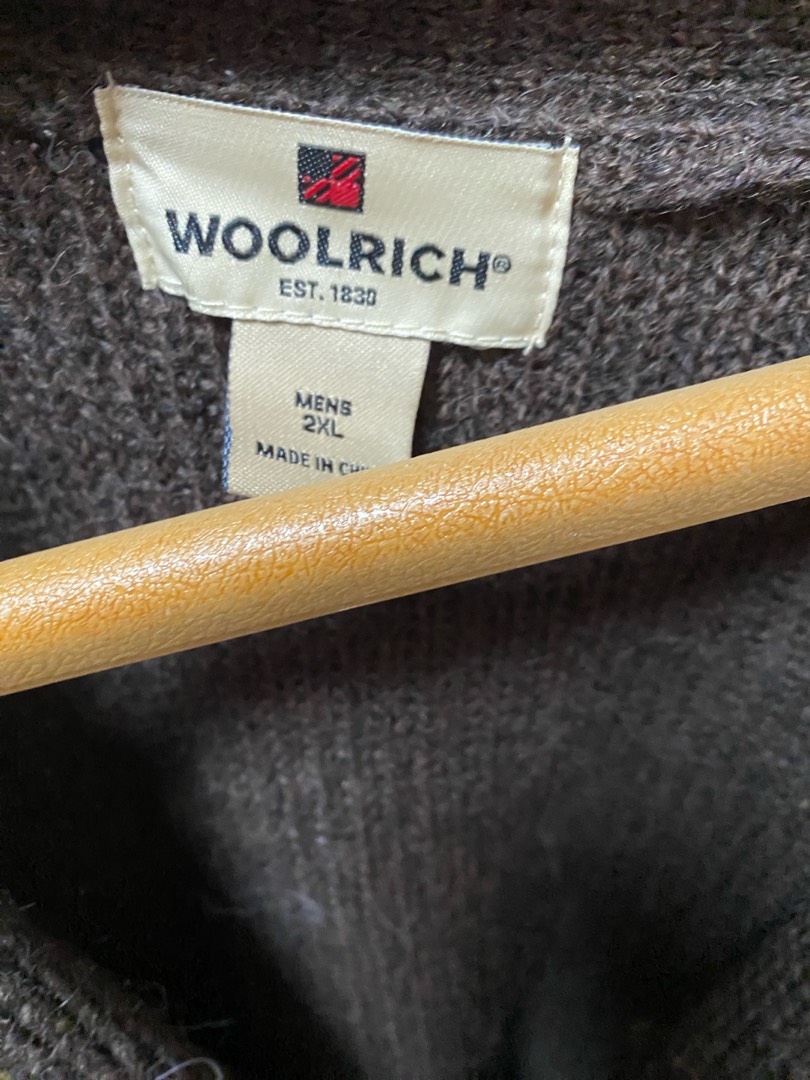 WOOLRICH®
EST. 1830
MENS
2XL
MADE IN